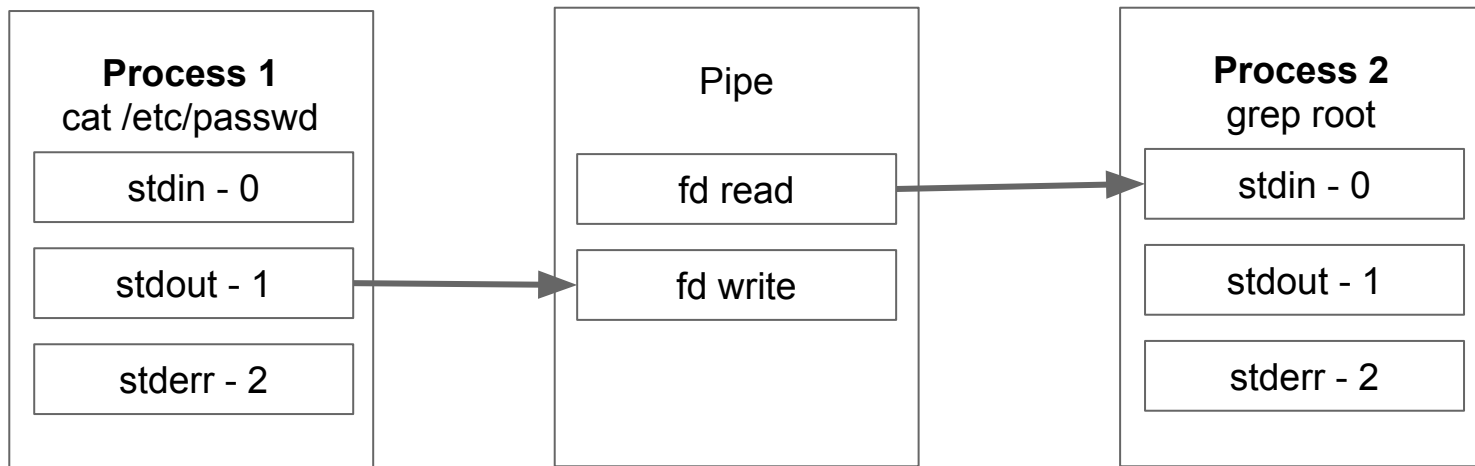 Process 1
cat /etc/passwd
stdin - 0
stdout - 1
stderr - 2
Pipe
fd read
fd write
Process 2
grep root
stdin - 0
stdout - 1
stderr - 2